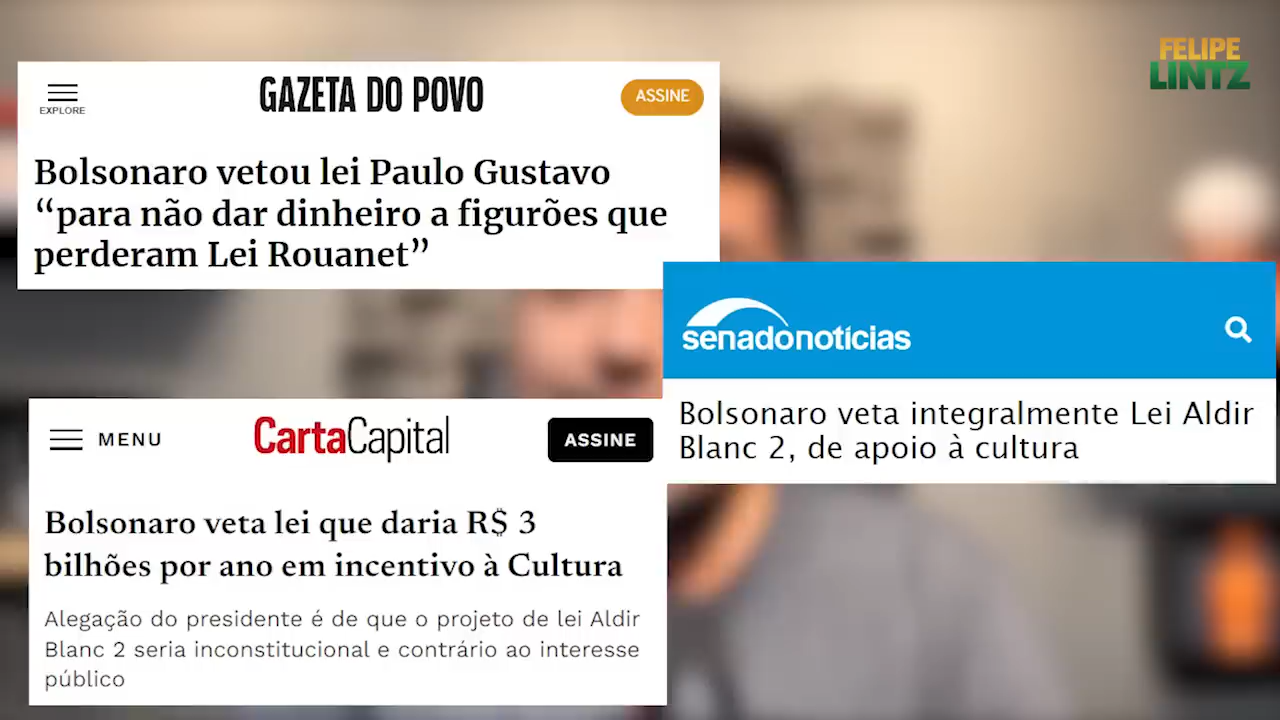 FELIPE
LINTZ
EXPLORE
GAZETA DO POVO
ASSINE
Bolsonaro vetou lei Paulo Gustavo
“para não dar dinheiro a figurões que
perderam Lei Rouanet”
senadonotícias
Bolsonaro veta integralmente Lei Aldir
Blanc 2, de apoio à cultura
MENU
CartaCapital
ASSINE
Bolsonaro veta lei que daria R$ 3
bilhões por ano em incentivo à Cultura
Alegação do presidente é de que o projeto de lei Aldir
Blanc 2 seria inconstitucional e contrário ao interesse
público